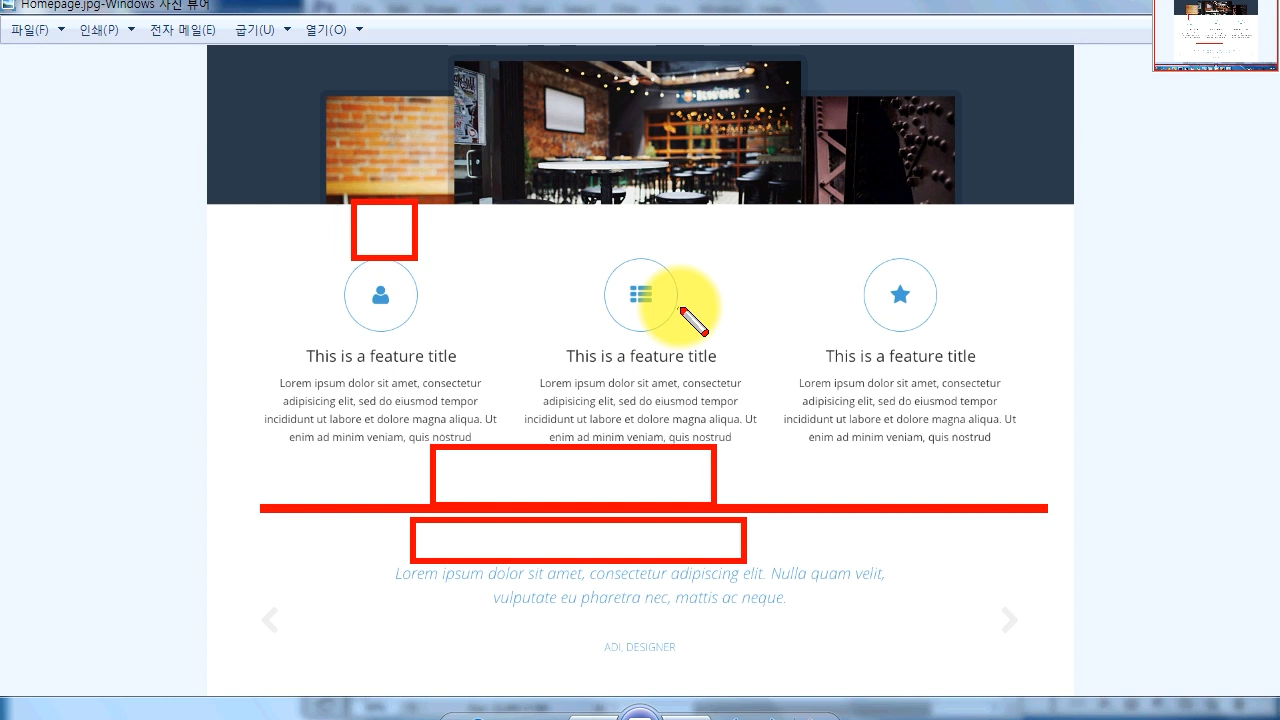 Homepage.jpg-Windows 사진 뷰어
파일(F) 인쇄(P) 전자 메일(E) 굽기(U) 열기(O)
kwak
This is a feature title
Lorem ipsum dolor sit amet, consectetur
adipisicing elit, sed do eiusmod tempor
incididunt ut labore et dolore magna aliqua. Ut
enim ad minim veniam, quis nostrud
This is a feature title
Lorem ipsum dolor sit amet, consectetur
adipisicing elit, sed do eiusmod tempor
incididunt ut labore et dolore magna aliqua. Ut
enim ad minim veniam, quis nostrud
This is a feature title
Lorem ipsum dolor sit amet, consectetur
adipisicing elit, sed do eiusmod tempor
incididunt ut labore et dolore magna aliqua. Ut
enim ad minim veniam, quis nostrud
Lorem ipsum dolor sit amet, consectetur adipiscing elit. Nulla quam velit,
vulputate eu pharetra nec, mattis ac neque.
ADI, DESIGNER